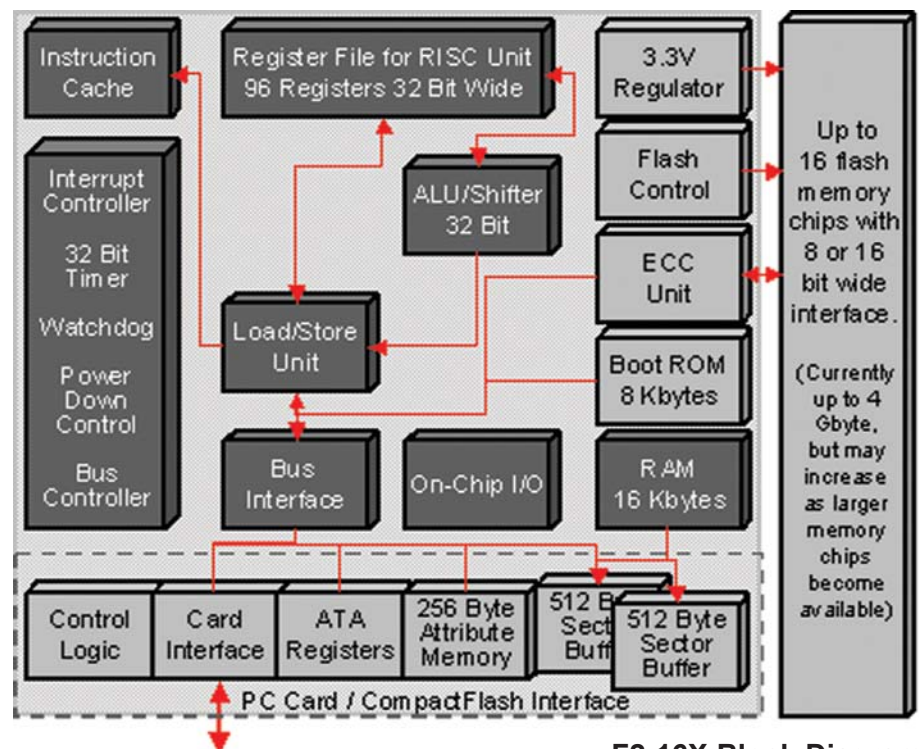 Instruction
Cache
Register File for RISC Unit
96 Registers 32 Bit Wide
3.3V
Regulator
Interrupt
Controller
32 Bit
Timer
Watchdog
Power
Down
Control
Bus
Controller
ALU/Shifter
32 Bit
Flash
Control
ECC
Unit
Load/Store
Unit
Boot ROM
8 Kbytes
Bus
Interface
On-Chip I/O
RAM
16 Kbytes
Up to
16 flash
memory
chips with
8 or 16
bit wide
interface.
(Currently
up to 4
Gbyte,
but may
increase
as larger
memory
chips
become
available)
Control
Logic
Card
Interface
ATA
Registers
256 Byte
Attribute
Memory
512 B
Sect
Buff
512 Byte
Sector
Buffer
PC Card / CompactFlash Interface